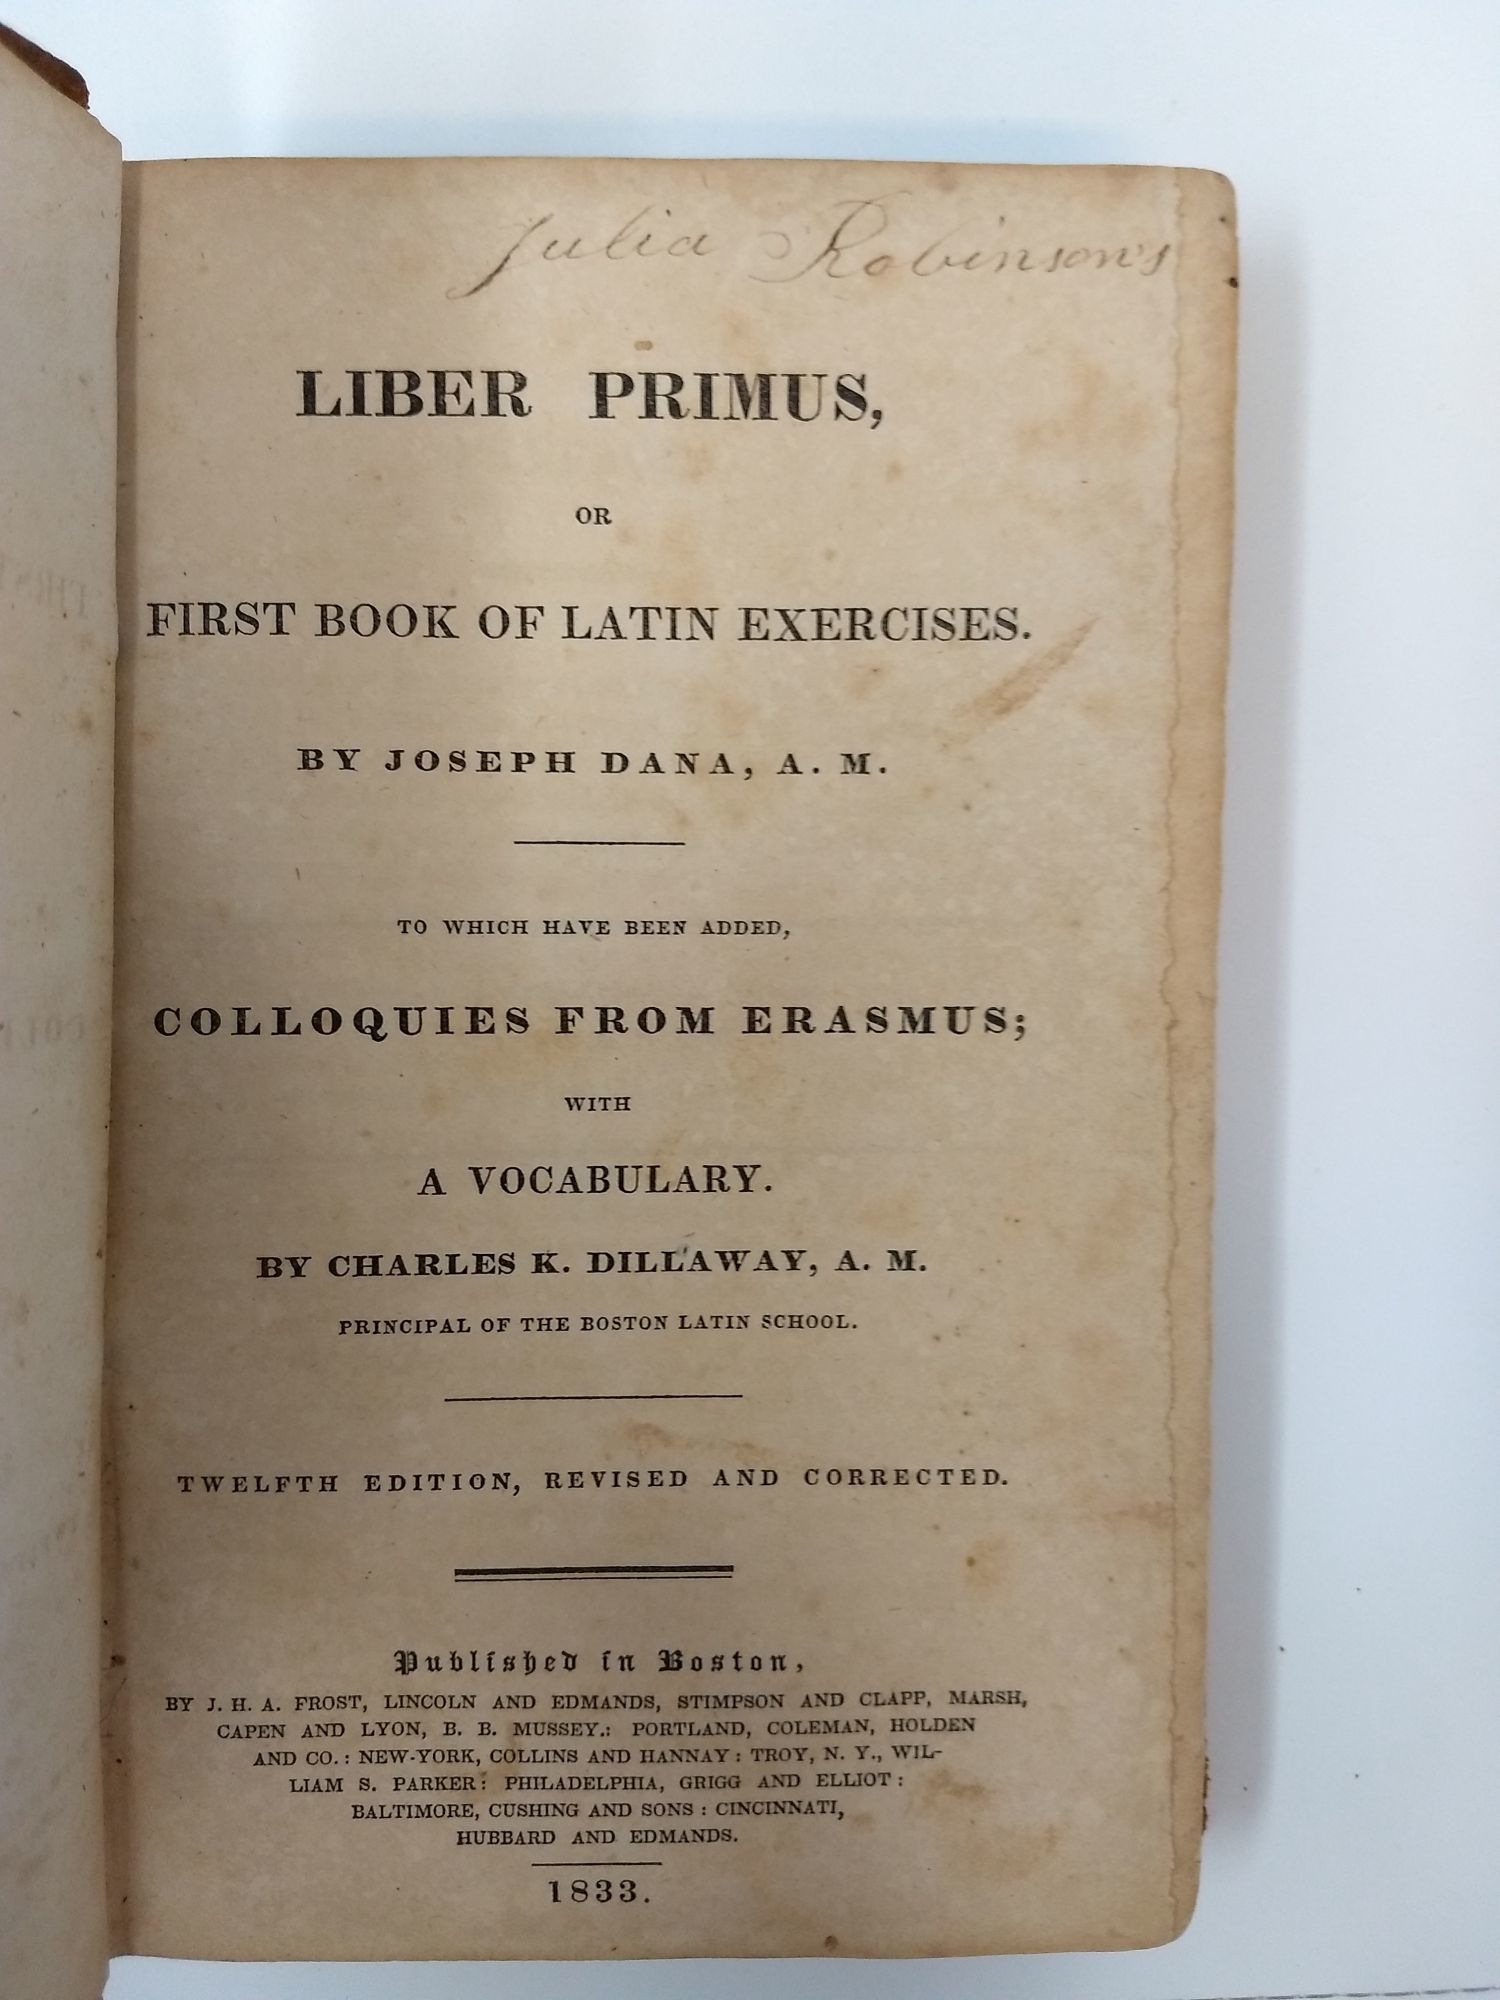 Julia Robinson's
LIBER PRIMUS,
OR
FIRST BOOK OF LATIN EXERCISES.
BY JOSEPH DANA, A. M.
TO WHICH HAVE BEEN ADDED,
COLLOQUIES FROM ERASMUS;
WITH
A VOCABULARY.
BY CHARLES K. DILLAWAY, A. M.
PRINCIPAL OF THE BOSTON LATIN SCHOOL.
TWELFTH EDITION, REVISED AND CORRECTED.
Published in Boston,
BY J. H. A. FROST, LINCOLN AND EDMANDS, STIMPSON AND CLAPP, MARSH,
CAPEN AND LYON, B. B. MUSSEY.: PORTLAND, COLEMAN, HOLDEN
AND CO.: NEW-YORK, COLLINS AND HANNAY: TROY, N. Y., WIL-
LIAM S. PARKER: PHILADELPHIA, GRIGG AND ELLIOT:
BALTIMORE, CUSHING AND SONS: CINCINNATI,
HUBBARD AND EDMANDS.
1833.